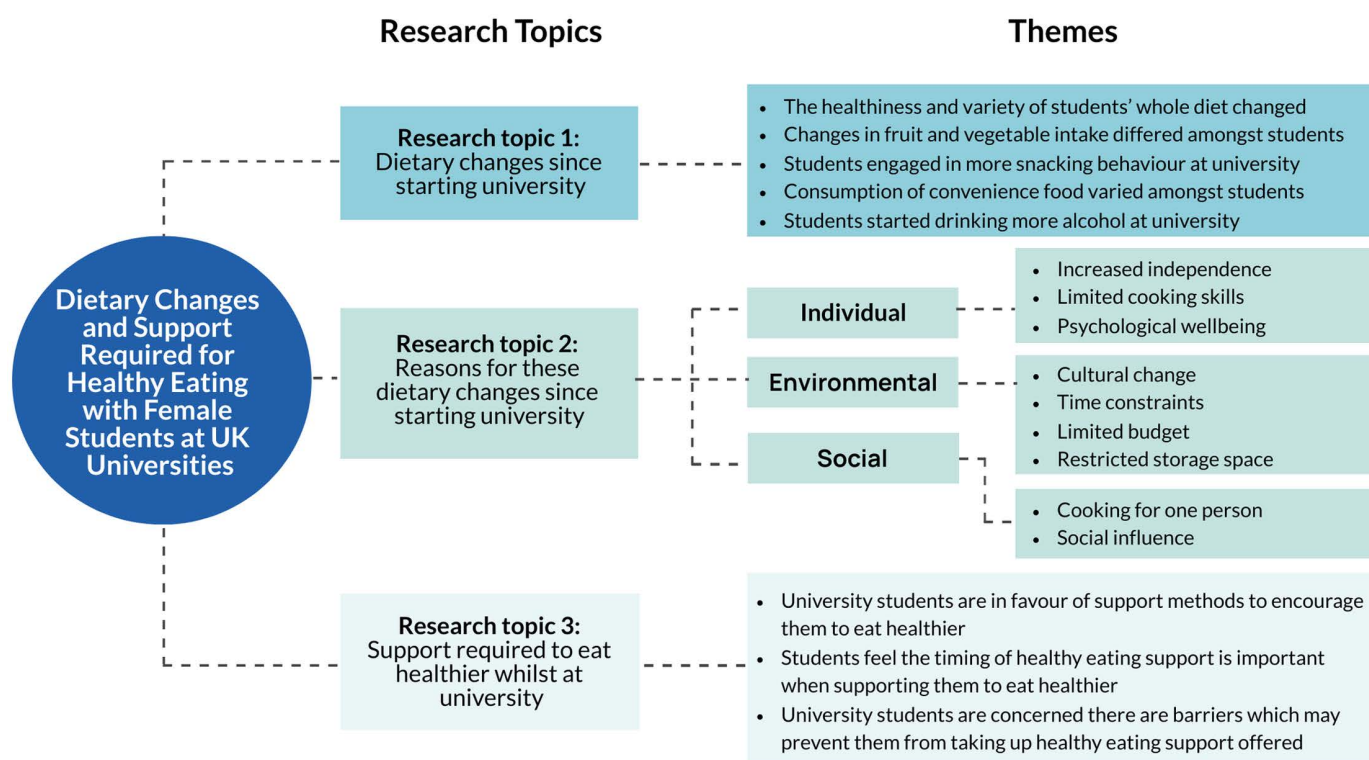 Research Topics
Themes
Dietary Changes
and Support
Required for
Healthy Eating
with Female
Students at UK
Universities
Research topic 1:
Dietary changes since
starting university
• The healthiness and variety of students’ whole diet changed
• Changes in fruit and vegetable intake differed amongst students
• Students engaged in more snacking behaviour at university
• Consumption of convenience food varied amongst students
• Students started drinking more alcohol at university
Research topic 2:
Reasons for these
dietary changes since
starting university
Individual
• Increased independence
• Limited cooking skills
• Psychological wellbeing
Environmental
• Cultural change
• Time constraints
• Limited budget
• Restricted storage space
Social
• Cooking for one person
• Social influence
Research topic 3:
Support required to eat
healthier whilst at
university
• University students are in favour of support methods to encourage
them to eat healthier
• Students feel the timing of healthy eating support is important
when supporting them to eat healthier
• University students are concerned there are barriers which may
prevent them from taking up healthy eating support offered